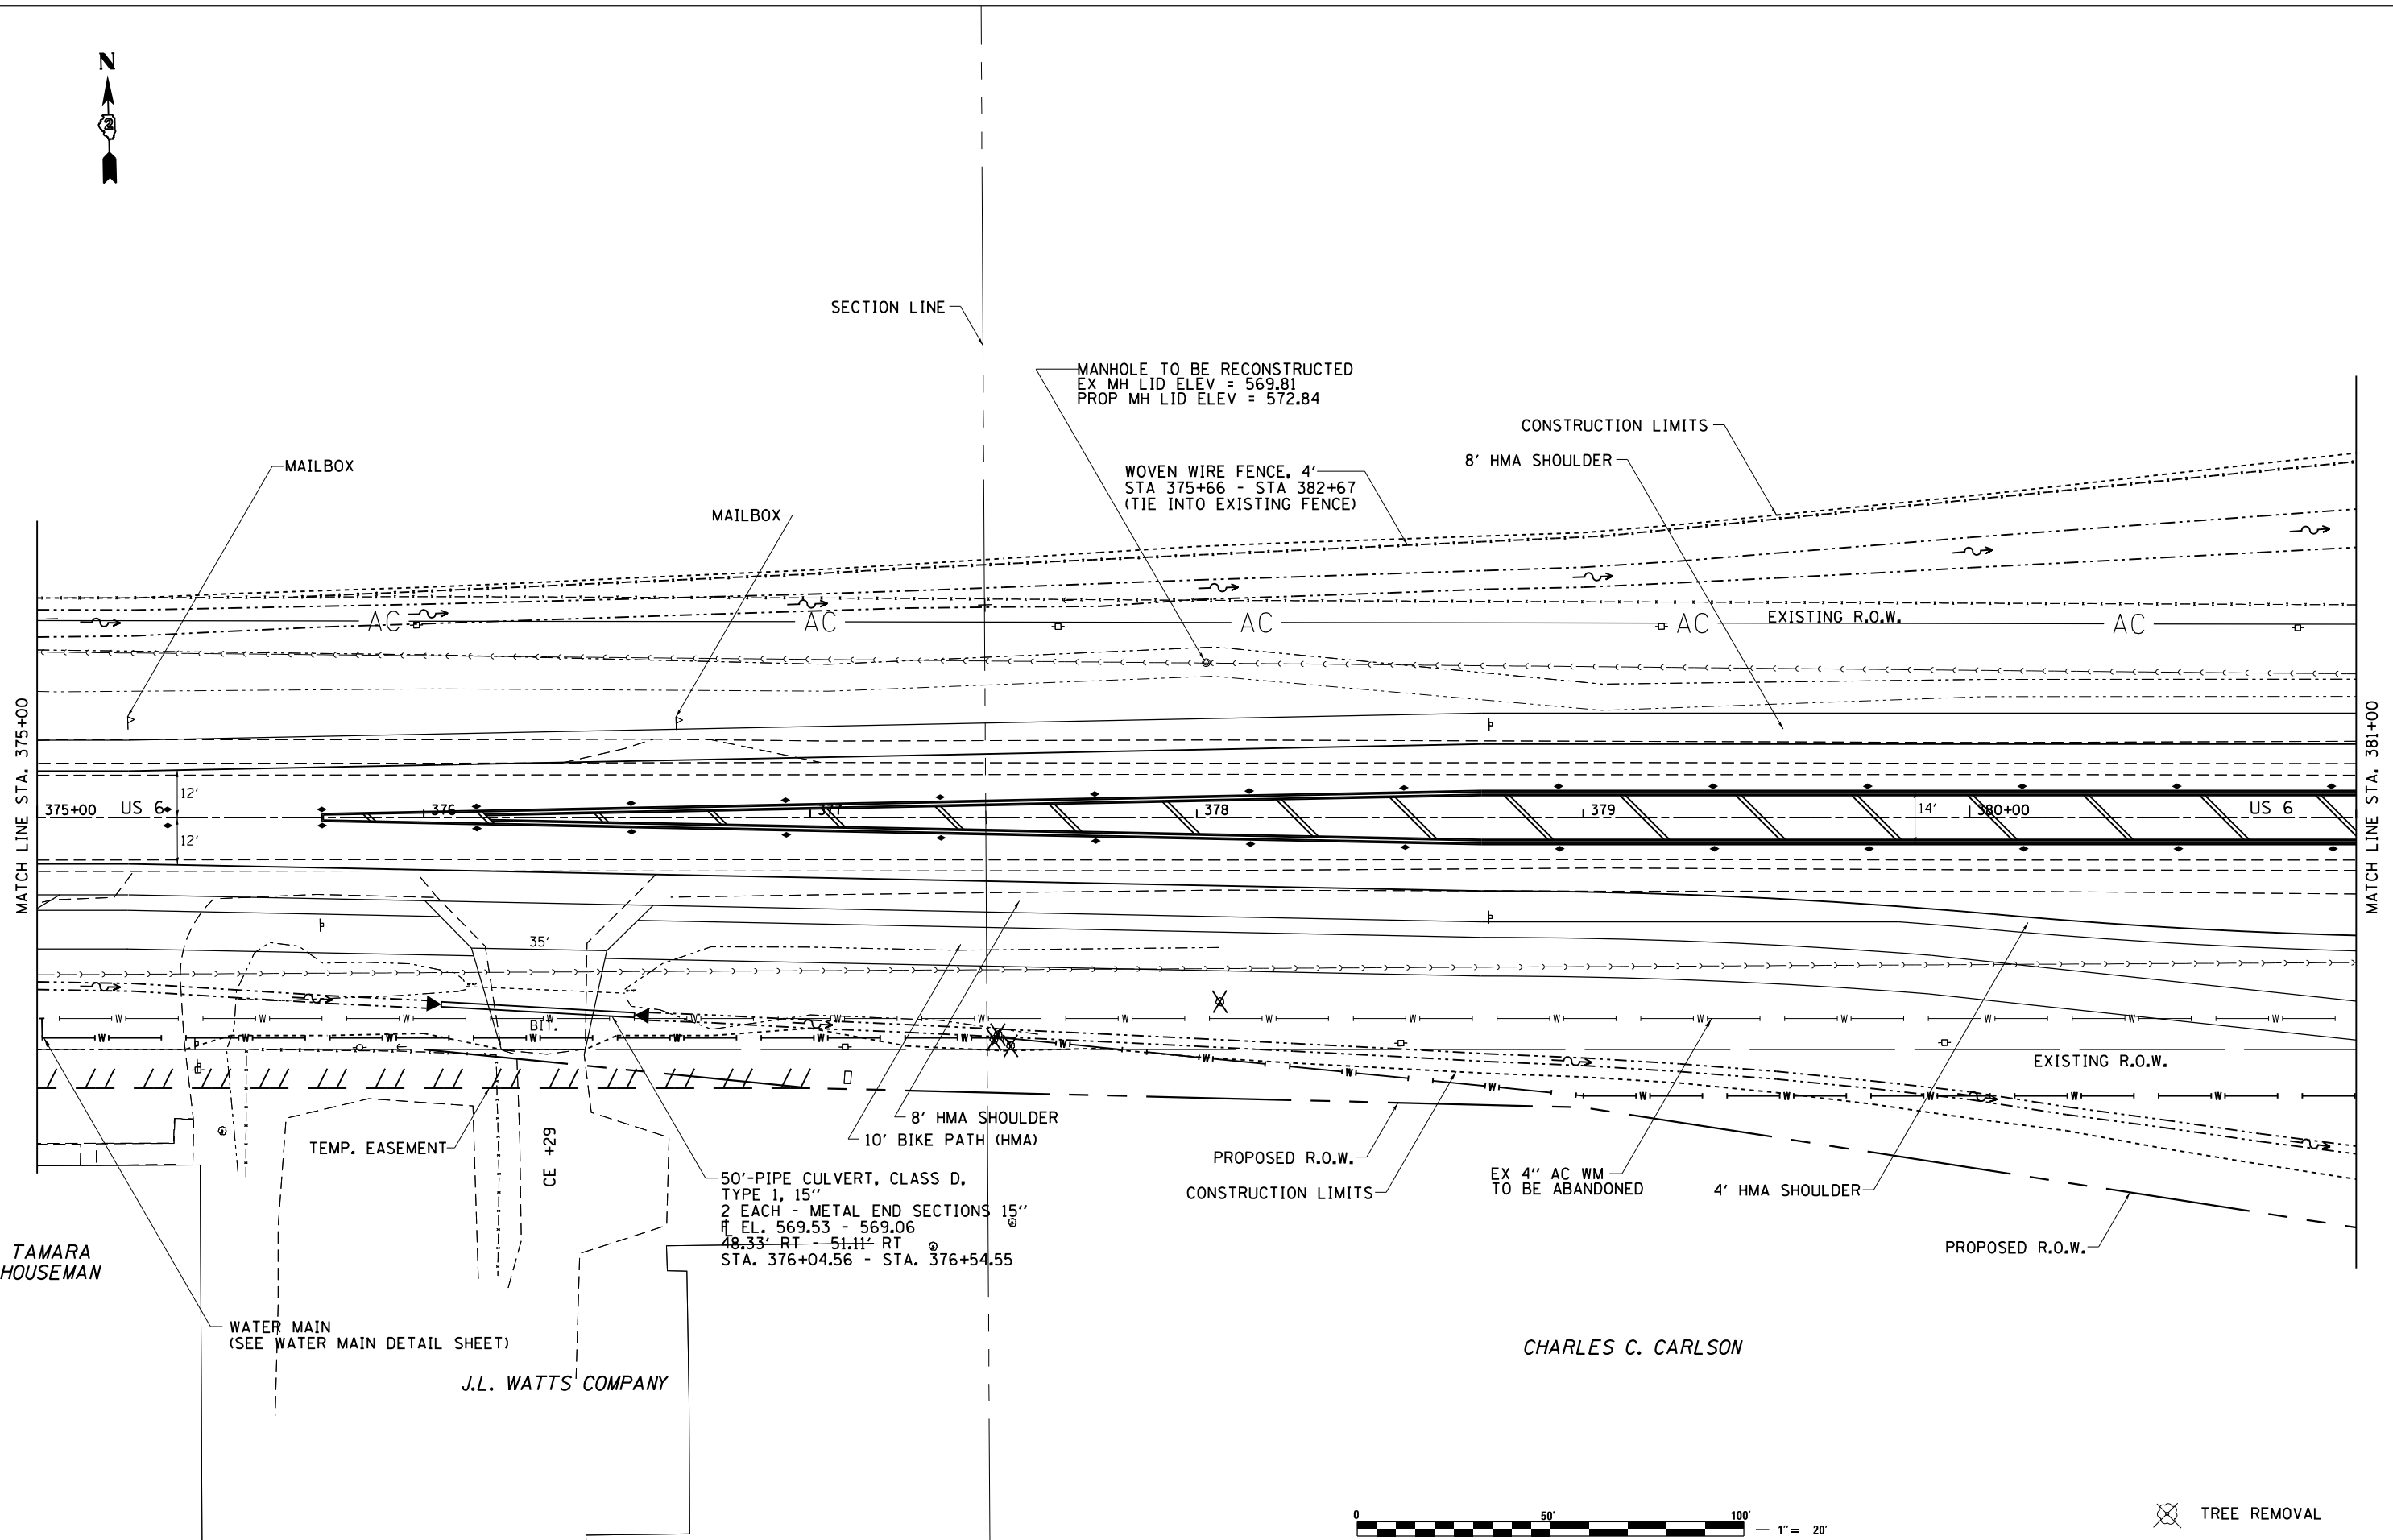 N
2
SECTION LINE
MANHOLE TO BE RECONSTRUCTED
EX MH LID ELEV = 569.81
PROP MH LID ELEV = 572.84
CONSTRUCTION LIMITS
8' HMA SHOULDER
MAILBOX
WOVEN WIRE FENCE, 4'
STA 375+66 - STA 382+67
(TIE INTO EXISTING FENCE)
MAILBOX
AC
AC
AC
AC
EXISTING R.O.W.
AC
MATCH LINE STA. 375+00
MATCH LINE STA. 381+00
12'
375+00
US 6
376
377
378
379
14'
380+00
US 6
12'
35'
W W W W W W W W W W W W W W W
BIT.
W W W W W W W W W W W W W W W W
EXISTING R.O.W.
8' HMA SHOULDER
10' BIKE PATH (HMA)
TEMP. EASEMENT
CE +29
PROPOSED R.O.W.
CONSTRUCTION LIMITS
EX 4'' AC WM
TO BE ABANDONED
4' HMA SHOULDER
50'-PIPE CULVERT, CLASS D,
TYPE 1, 15''
2 EACH - METAL END SECTIONS 15''
FL EL. 569.53 - 569.06
48.33' RT - 51.11' RT
STA. 376+04.56 - STA. 376+54.55
PROPOSED R.O.W.
TAMARA
HOUSEMAN
WATER MAIN
(SEE WATER MAIN DETAIL SHEET)
CHARLES C. CARLSON
J.L. WATTS COMPANY
0 50' 100'
1'' = 20'
TREE REMOVAL